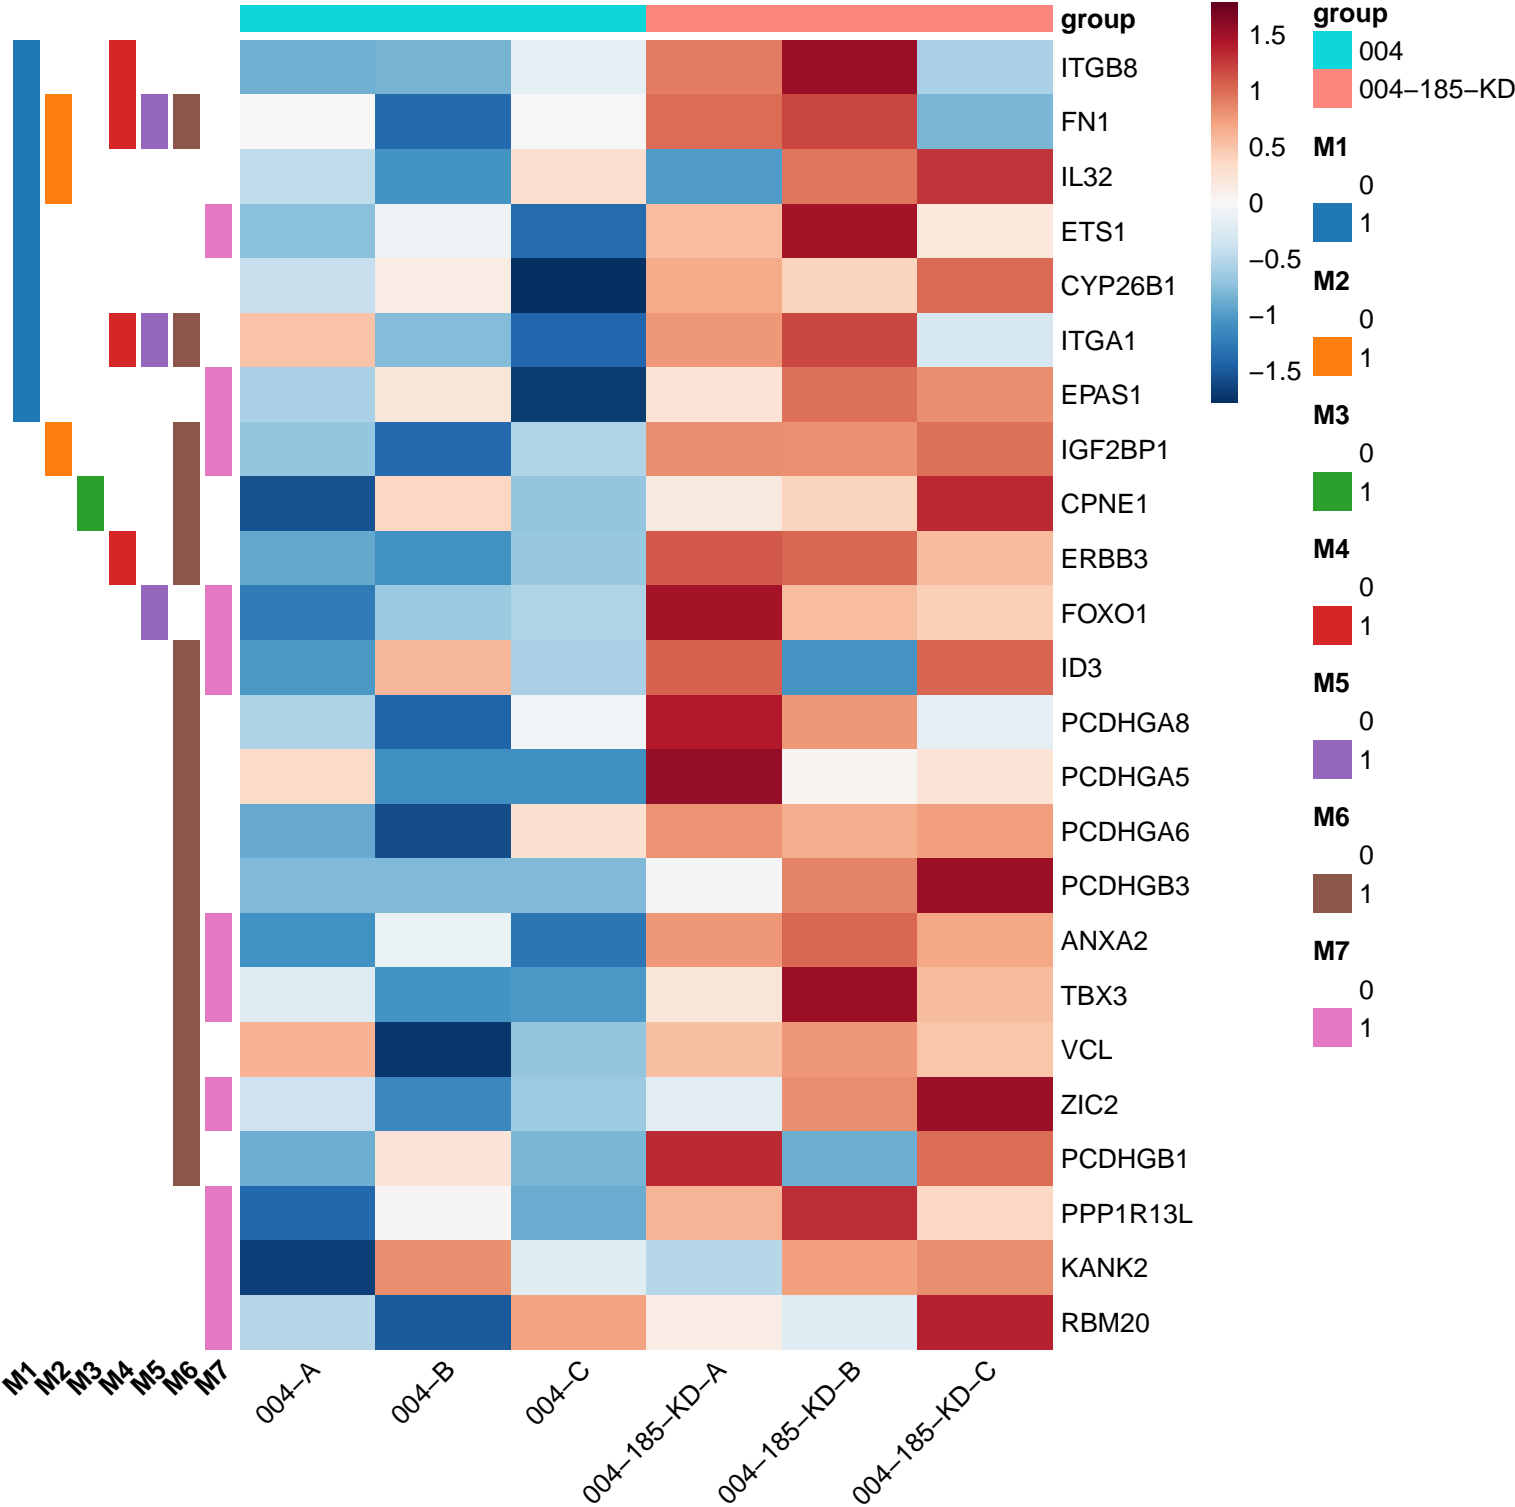 group
ITGB8
FN1
IL32
ETS1
CYP26B1
ITGA1
EPAS1
IGF2BP1
CPNE1
ERBB3
FOXO1
ID3
PCDHGA8
PCDHGA5
PCDHGA6
PCDHGB3
ANXA2
TBX3
VCL
ZIC2
PCDHGB1
PPP1R13L
KANK2
RBM20
M1
M2
M3
M4
M5
M6
M7
004−A
004−B
004−C
004−185−KD−A
004−185−KD−B
004−185−KD−C
1.5
1
0.5
0
−0.5
−1
−1.5
group
004
004−185−KD
M1
0
1
M2
0
1
M3
0
1
M4
0
1
M5
0
1
M6
0
1
M7
0
1